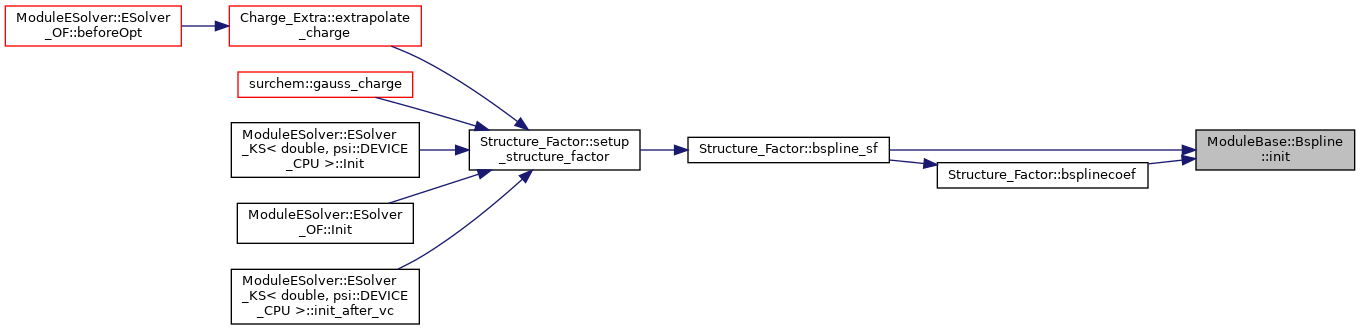 ModuleESolver::ESolver
_OF::beforeOpt
Charge_Extra::extrapolate
_charge
surchem::gauss_charge
ModuleESolver::ESolver
_KS< double, psi::DEVICE
_CPU >::Init
ModuleESolver::ESolver
_OF::Init
ModuleESolver::ESolver
_KS< double, psi::DEVICE
_CPU >::init_after_vc
Structure_Factor::setup
_structure_factor
Structure_Factor::bspline_sf
Structure_Factor::bsplinecoef
ModuleBase::Bspline
::init